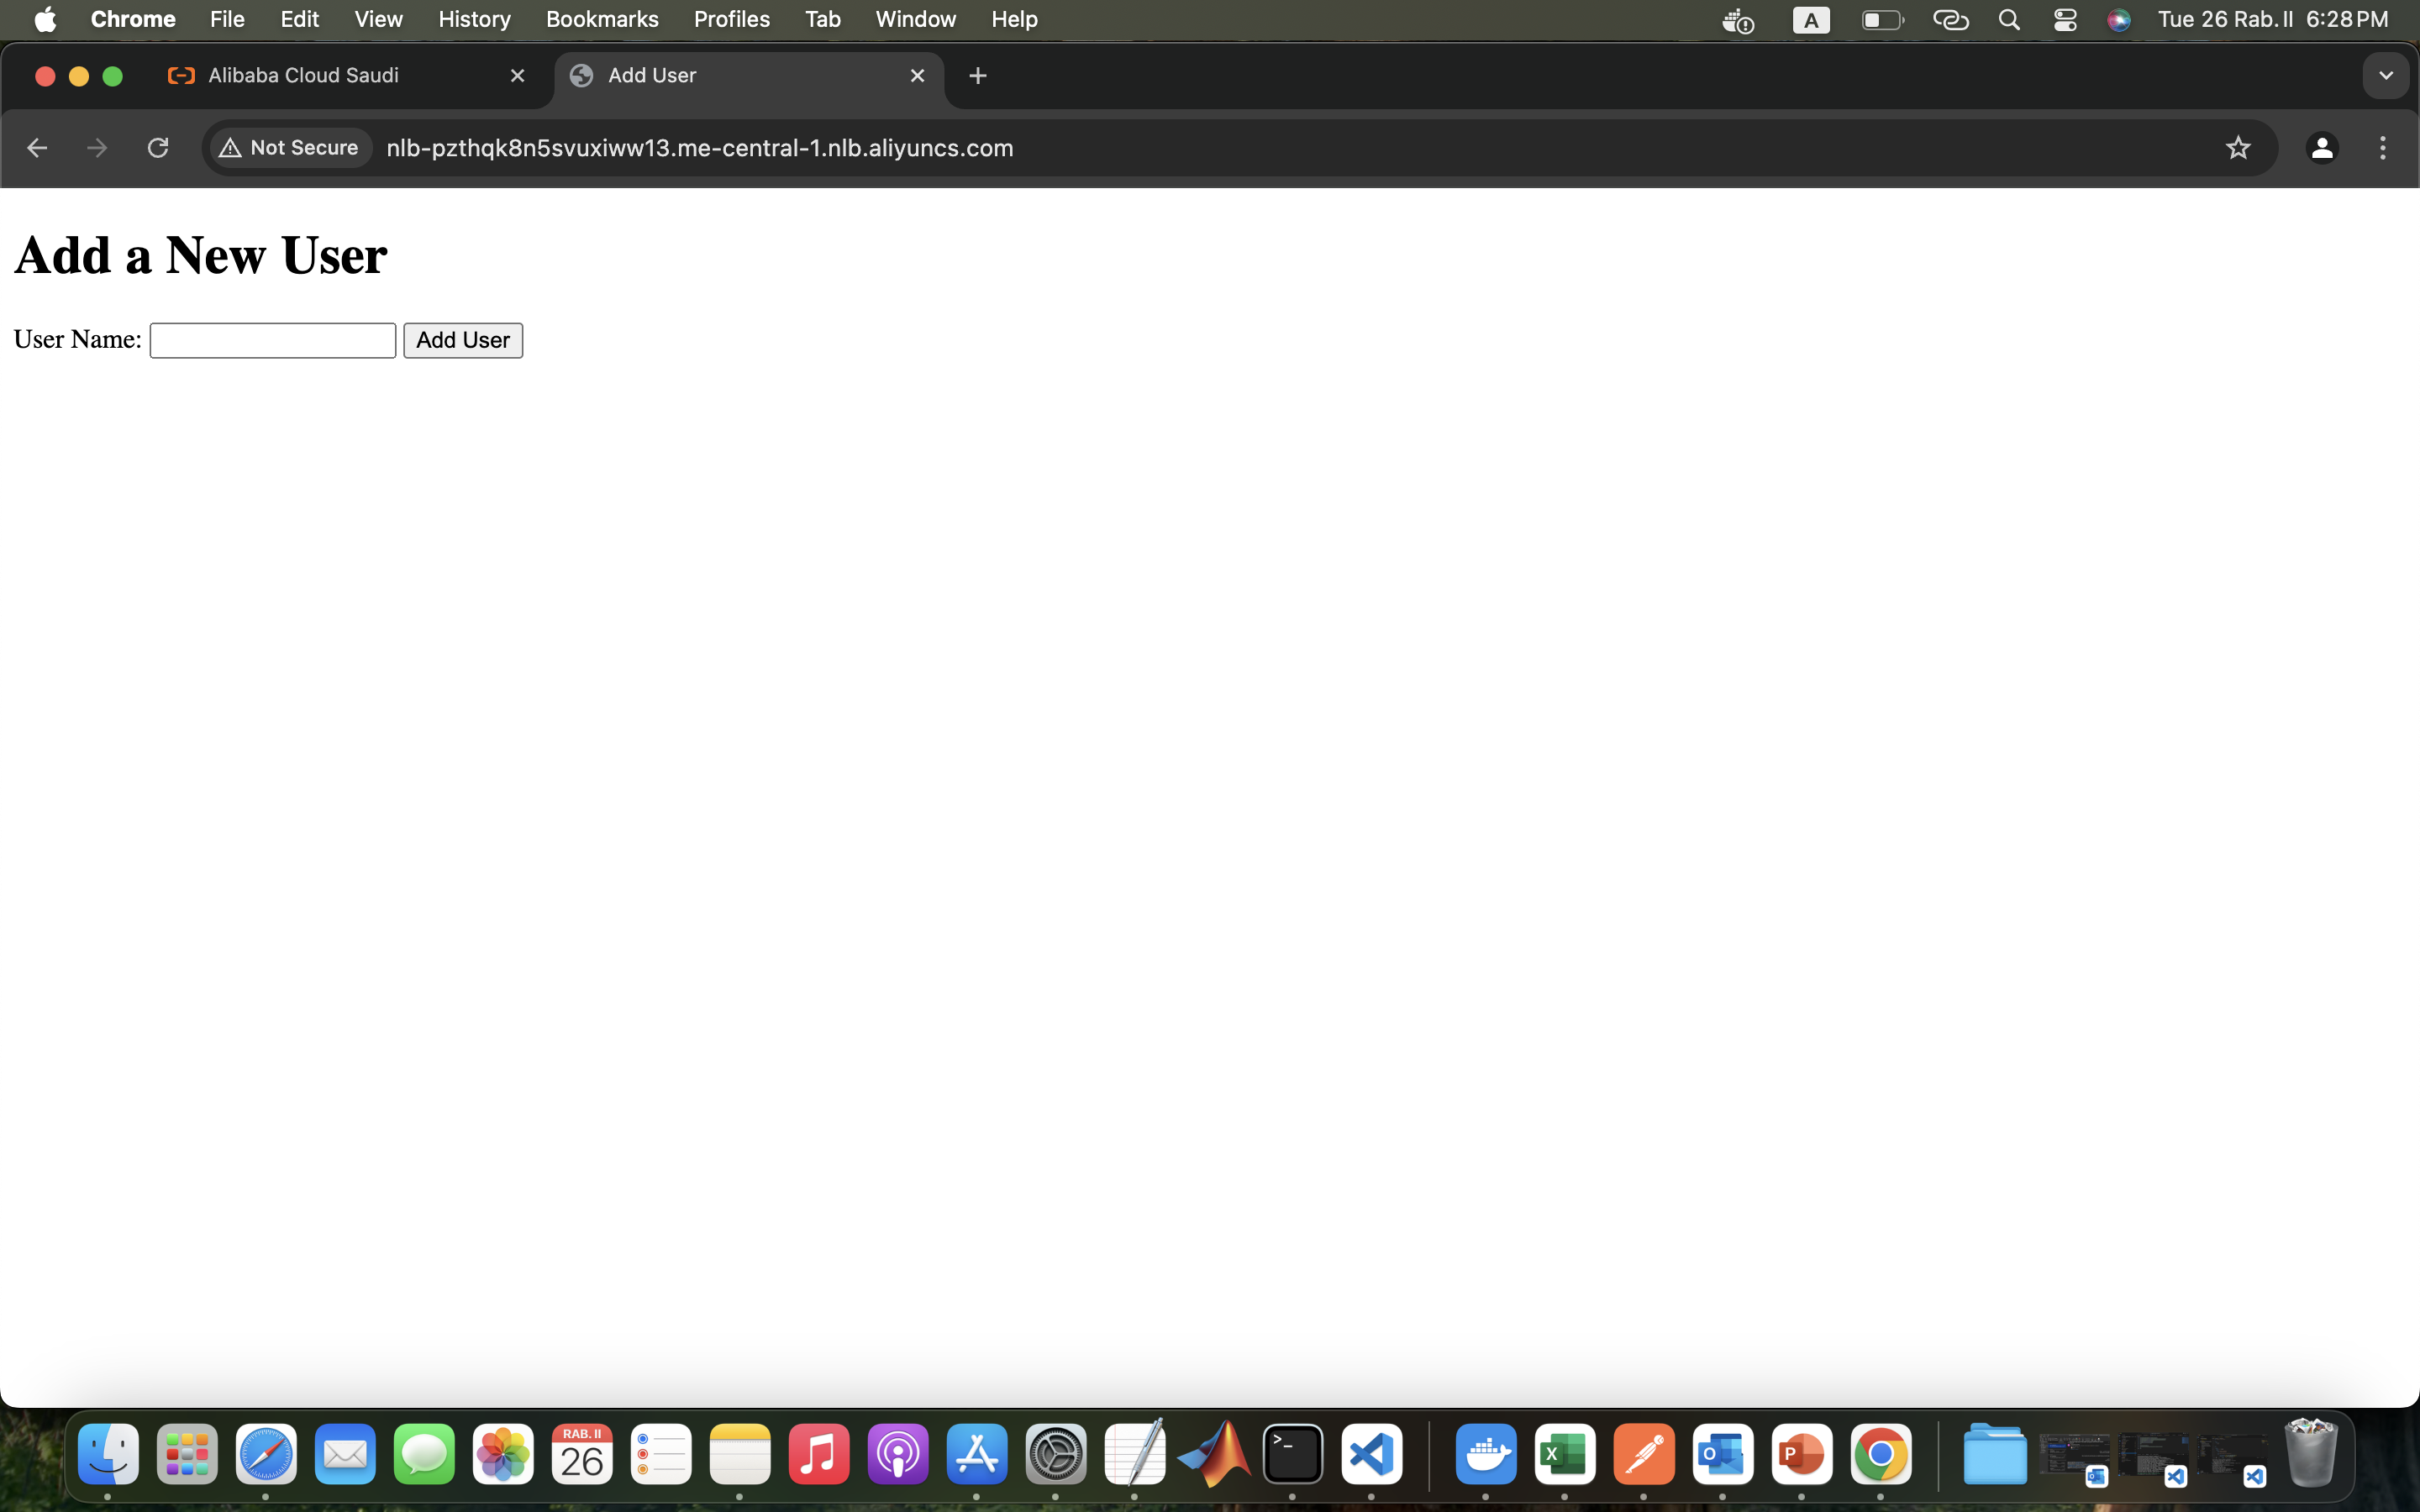 Chrome File Edit View History Bookmarks Profiles Tab Window Help A Tue 26 Rab. II 6:28 PM
Alibaba Cloud Saudi Add User
Not Secure nlb-pzthqk8n5svuxiww13.me-central-1.nlb.aliyuncs.com
Add a New User
User Name: Add User
RAB. II
26
>_
X
O
P